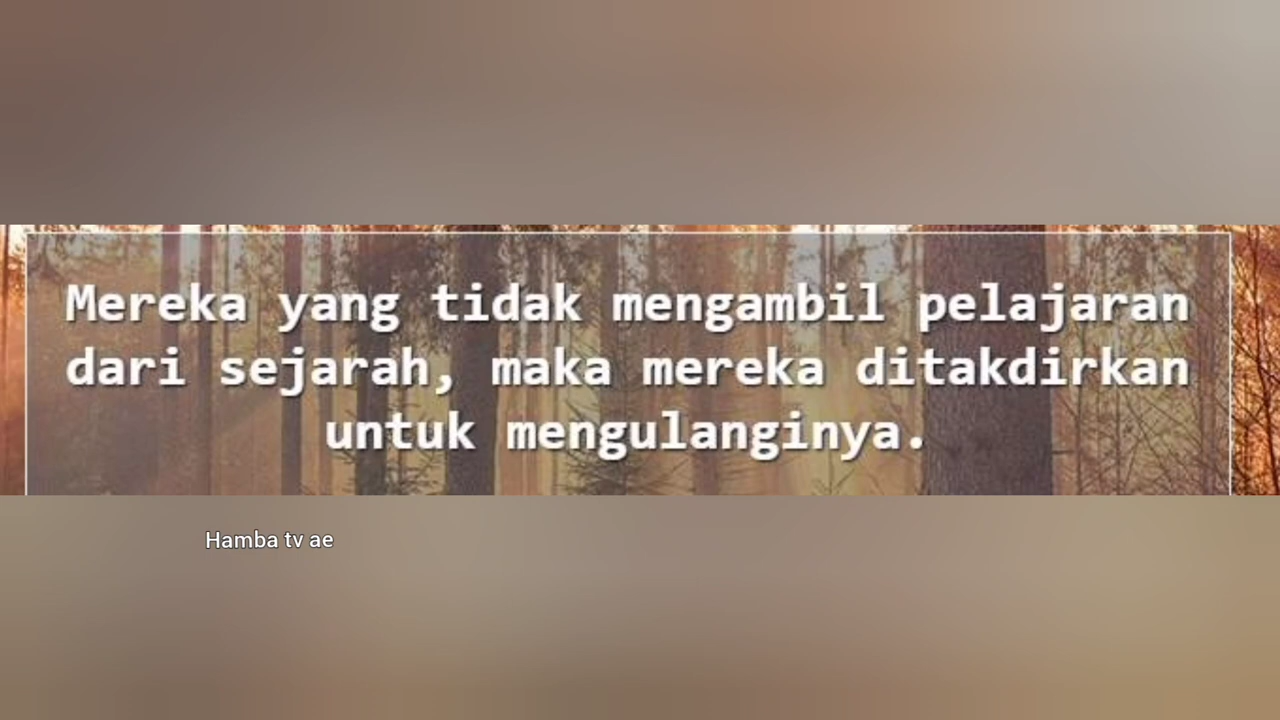 Mereka yang tidak mengambil pelajaran
dari sejarah, maka mereka ditakdirkan
untuk mengulanginya.
Hamba tv ae